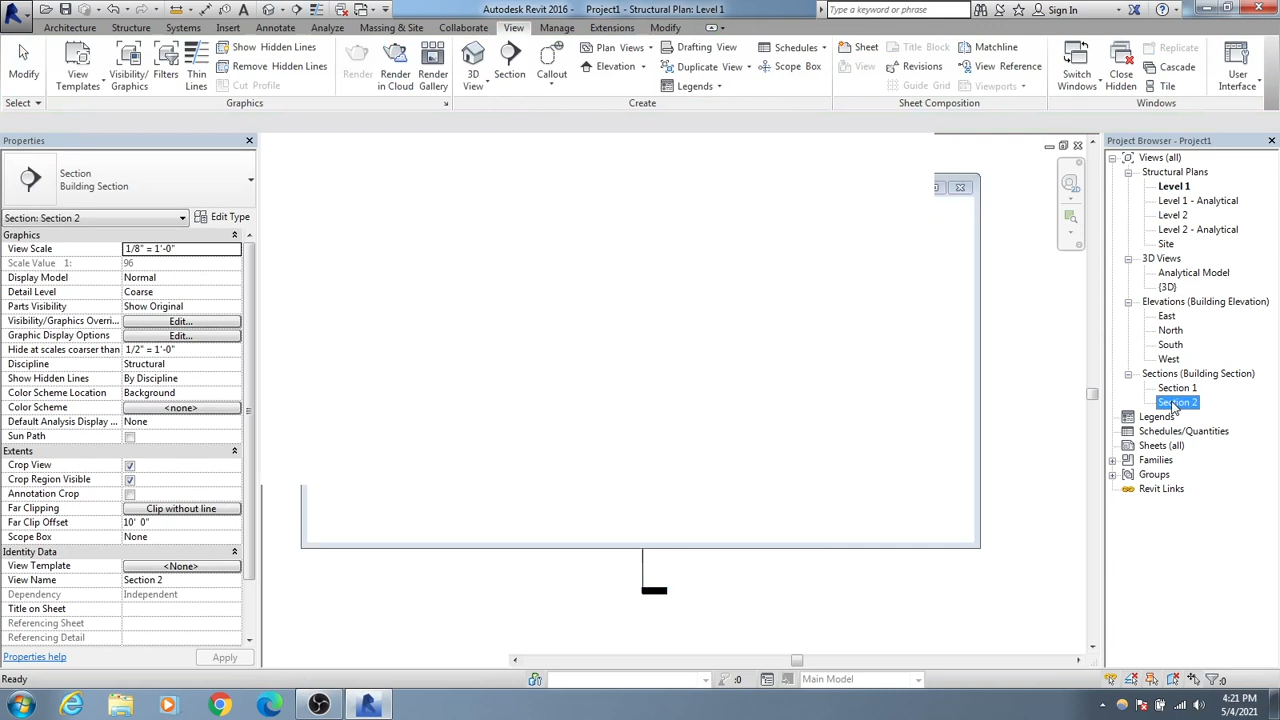 Autodesk Revit 2016 - Project1 - Structural Plan: Level 1
Type a keyword or phrase
Sign In
Architecture Structure Systems Insert Annotate Analyze Massing & Site Collaborate View Manage Extensions Modify
Modify
View Templates
Visibility/ Graphics
Filters
Thin Lines
Show Hidden Lines
Remove Hidden Lines
Cut Profile
Render
Render in Cloud
Render Gallery
3D View
Section
Callout
Plan Views
Elevation
Drafting View
Duplicate View
Legends
Schedules
Scope Box
Sheet
View
Title Block
Revisions
Guide Grid
Matchline
View Reference
Viewports
Switch Windows
Close Hidden
Replicate
Cascade
Tile
User Interface
Select
Graphics
Create
Sheet Composition
Windows
Properties
Section
Building Section
Section: Section 2
Edit Type
Graphics
View Scale 1/8" = 1'-0"
Scale Value 1: 96
Display Model Normal
Detail Level Coarse
Parts Visibility Show Original
Visibility/Graphics Overri... Edit...
Graphic Display Options Edit...
Hide at scales coarser than 1/2" = 1'-0"
Discipline Structural
Show Hidden Lines By Discipline
Color Scheme Location Background
Color Scheme <none>
Default Analysis Display ... None
Sun Path
Extents
Crop View
Crop Region Visible
Annotation Crop
Far Clipping Clip without line
Far Clip Offset 10' 0"
Scope Box None
Identity Data
View Template <None>
View Name Section 2
Dependency Independent
Title on Sheet
Referencing Sheet
Referencing Detail
Properties help
Apply
2D
Project Browser - Project1
Views (all)
Structural Plans
Level 1
Level 1 - Analytical
Level 2
Level 2 - Analytical
Site
3D Views
Analytical Model
{3D}
Elevations (Building Elevation)
East
North
South
West
Sections (Building Section)
Section 1
Section 2
Legends
Schedules/Quantities
Sheets (all)
Families
Groups
Revit Links
Ready
:0
Main Model
:0
4:21 PM
5/4/2021